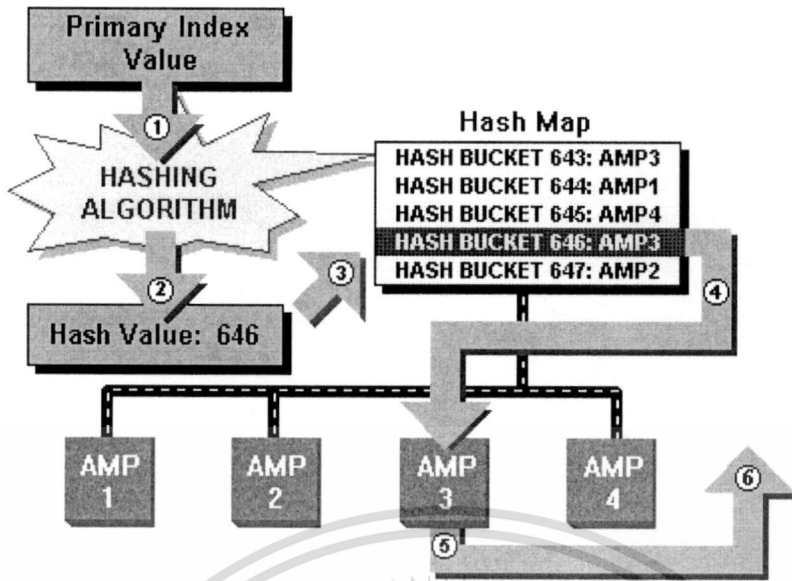 Primary Index
Value
1
HASHING
ALGORITHM
2
Hash Value: 646
3
Hash Map
HASH BUCKET 643: AMP3
HASH BUCKET 644: AMP1
HASH BUCKET 645: AMP4
HASH BUCKET 646: AMP3
HASH BUCKET 647: AMP2
4
AMP
1
AMP
2
AMP
3
AMP
4
5
6